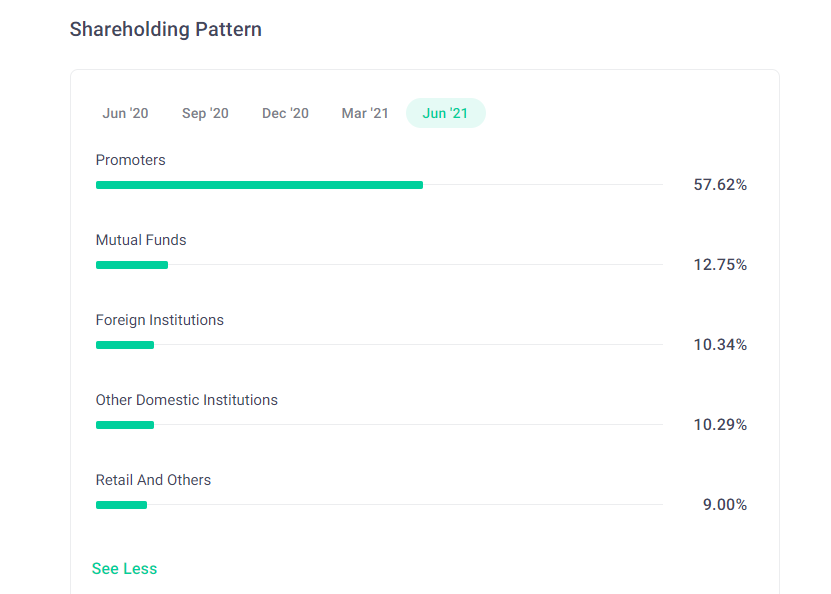 Shareholding Pattern
Jun '20 Sep '20 Dec '20 Mar '21 Jun '21
Promoters
57.62%
Mutual Funds
12.75%
Foreign Institutions
10.34%
Other Domestic Institutions
10.29%
Retail And Others
9.00%
See Less